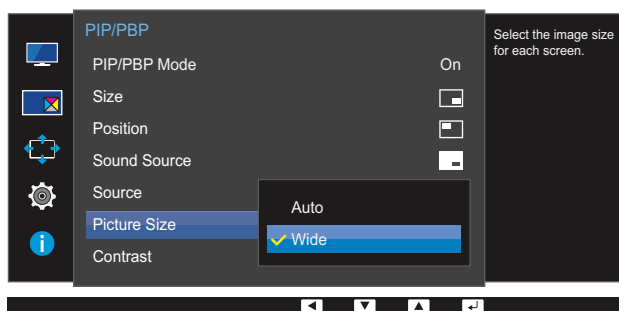 PIP/PBP
Select the image size
for each screen.
PIP/PBP Mode On
Size
Position
Sound Source
Source
Auto
Picture Size
Wide
Contrast